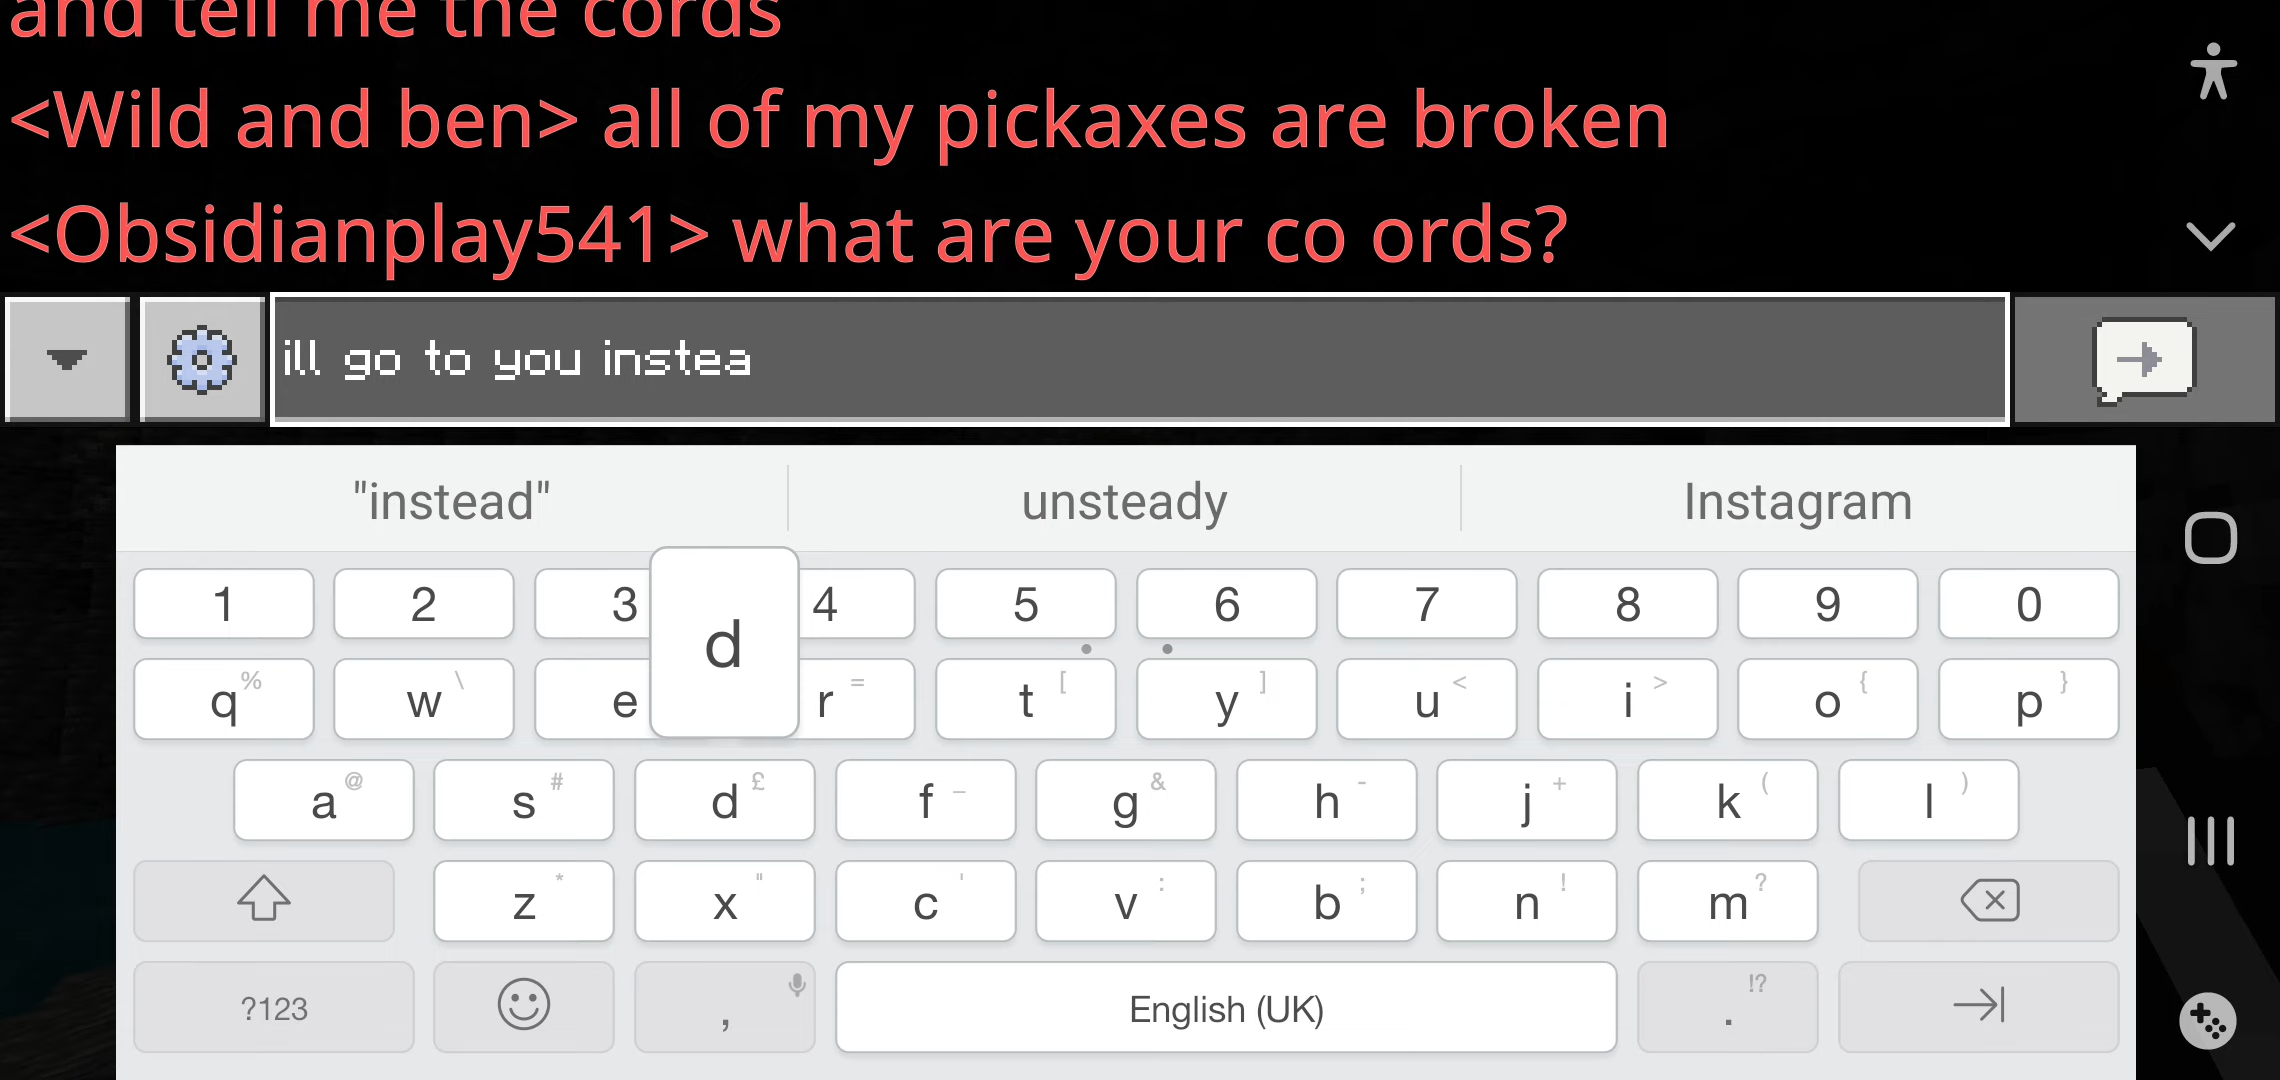 and tell me the cords
<Wild and ben> all of my pickaxes are broken
<Obsidianplay541> what are your co ords?
ill go to you instea
"instead" unsteady Instagram
1 2 3 4 5 6 7 8 9 0
d
q % w \ e r = t [ y ] u < i > o { p }
a @ s # d £ f _ g & h - j + k ( l )
z * x " c ' v : b ; n ! m ?
?123 , English (UK) . !?